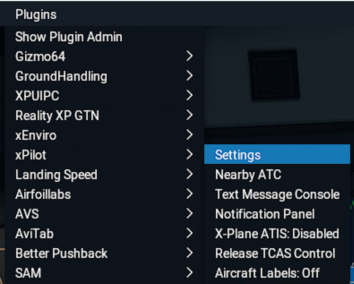 Plugins
Show Plugin Admin
Gizmo64
GroundHandling
XPUIPC
Reality XP GTN
xEnviro
xPilot
Landing Speed
Airfoillabs
AVS
AviTab
Better Pushback
SAM
Settings
Nearby ATC
Text Message Console
Notification Panel
X-Plane ATIS: Disabled
Release TCAS Control
Aircraft Labels: Off